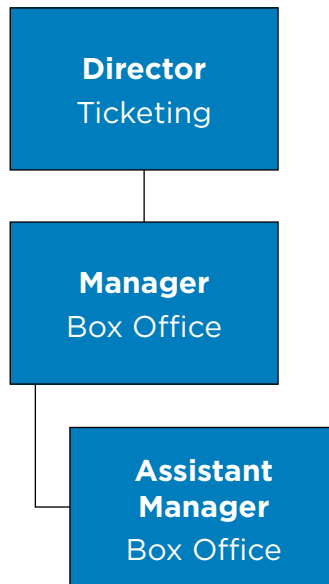 Director
Ticketing
Manager
Box Office
Assistant
Manager
Box Office